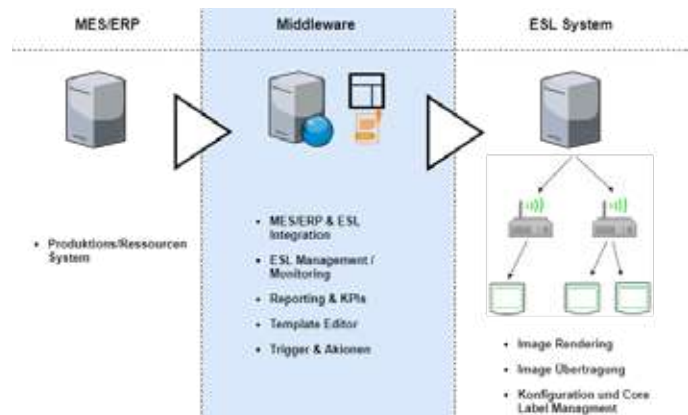 MES/ERP
Middleware
ESL System
Produktions/Ressourcen
System
MES/ERP & ESL
Integration
ESL Management /
Monitoring
Reporting & KPIs
Template Editor
Trigger & Akionen
Image Rendering
Image Übertragung
Konfiguration und Core
Label Managment